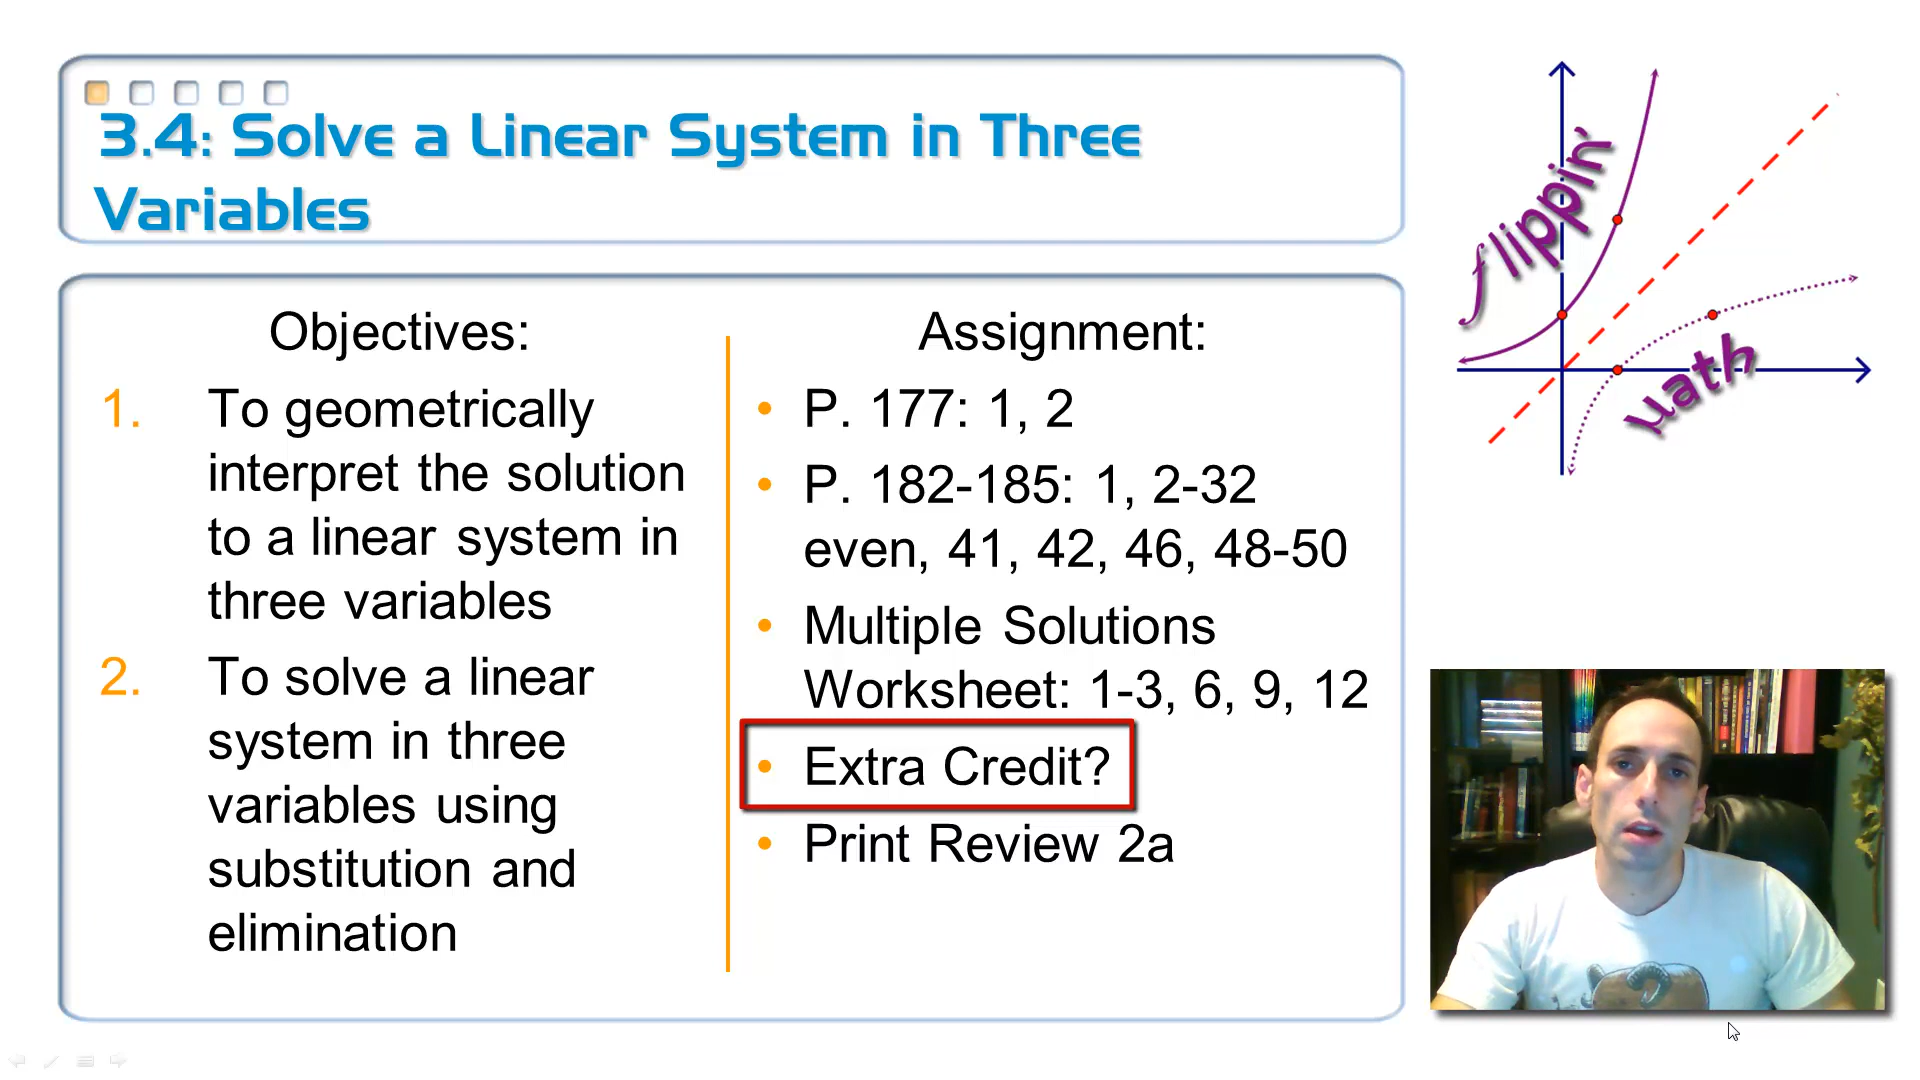 3.4: Solve a Linear System in Three
Variables
Objectives:
1. To geometrically
interpret the solution
to a linear system in
three variables
2. To solve a linear
system in three
variables using
substitution and
elimination
Assignment:
• P. 177: 1, 2
• P. 182-185: 1, 2-32
even, 41, 42, 46, 48-50
• Multiple Solutions
Worksheet: 1-3, 6, 9, 12
• Extra Credit?
• Print Review 2a
flippin'
μath